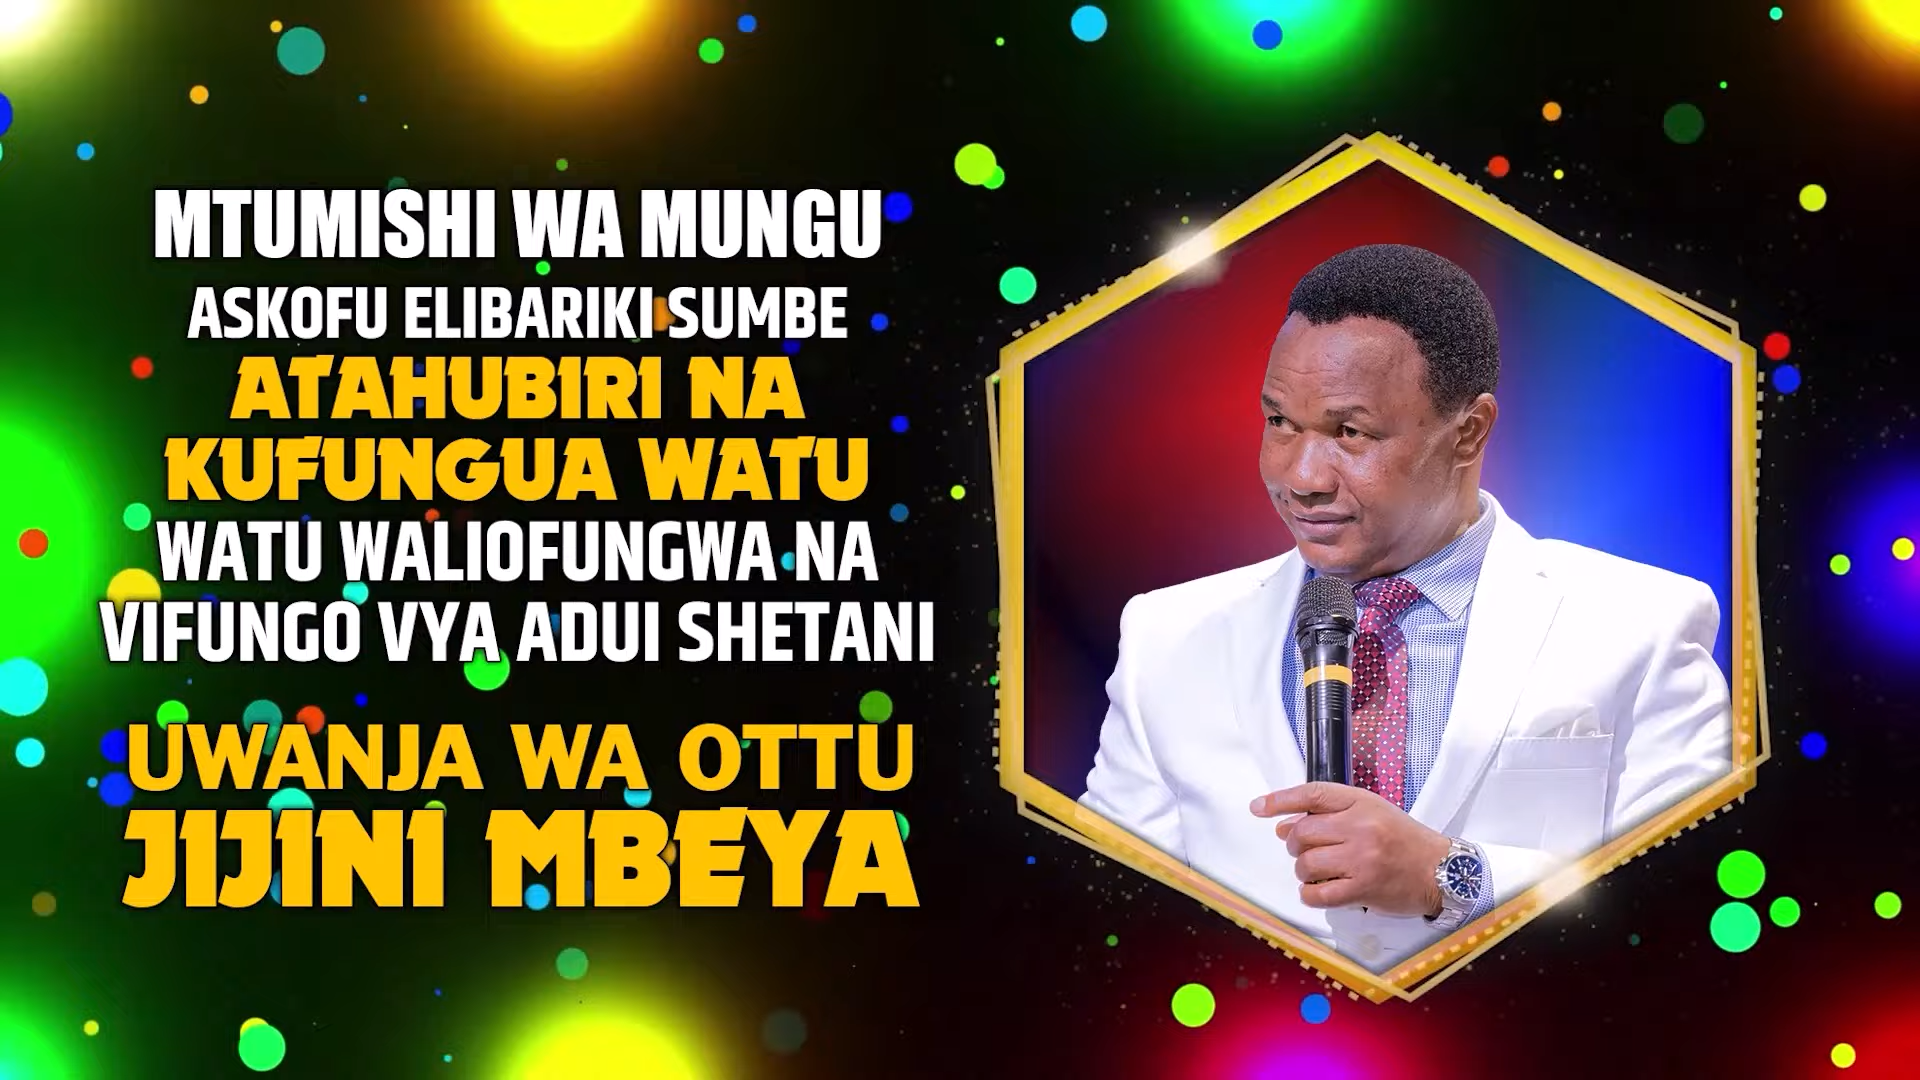 MTUMISHI WA MUNGU
ASKOFU ELIBARIKI SUMBE
ATAHUBIRI NA
KUFUNGUA WATU
WATU WALIOFUNGWA NA
VIFUNGO VYA ADUI SHETANI
UWANJA WA OTTU
JIJINI MBEYA